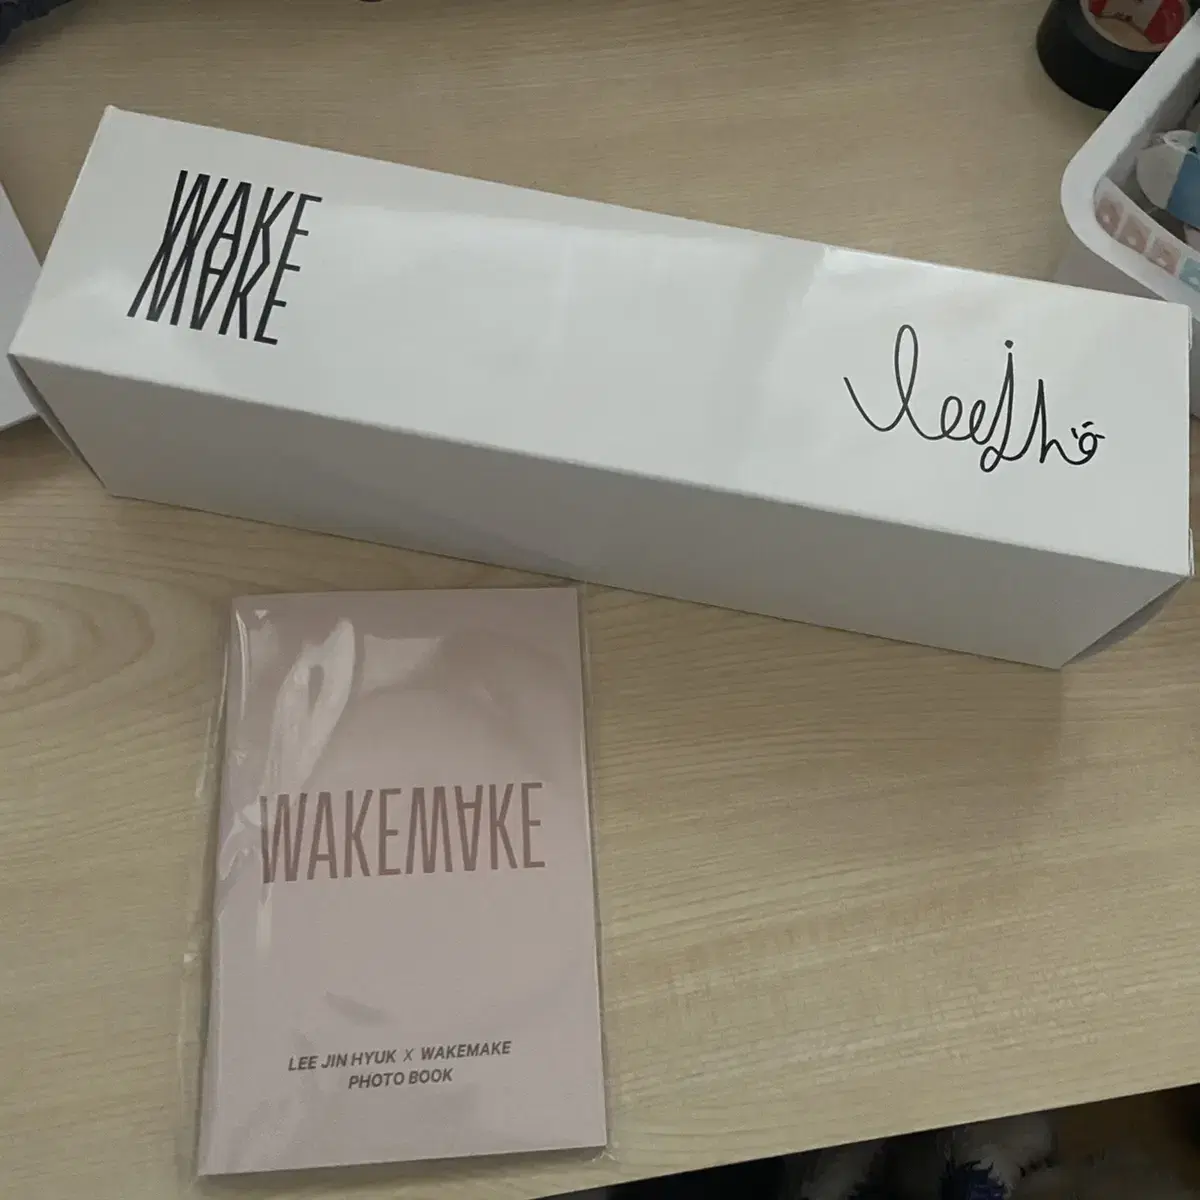 WAKE
MAKE
leeJh
WAKEMAKE
LEE JIN HYUK X WAKEMAKE
PHOTO BOOK